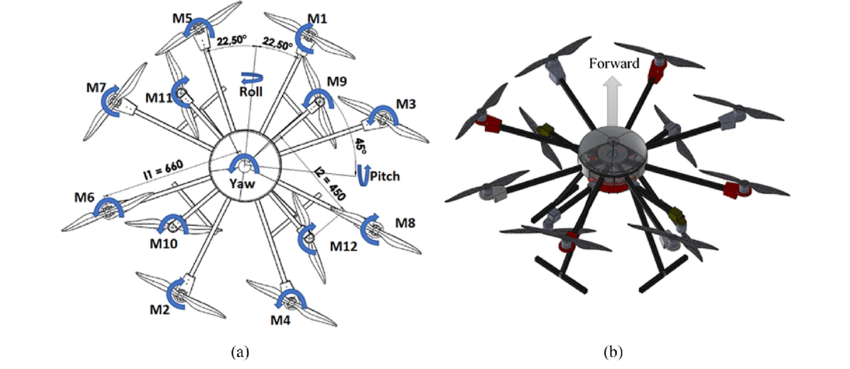 M5
M1
22,50°
22,50°
Forward
M7
M11
Roll
M9
M3
45°
l1 = 660
l2 = 450
Pitch
Yaw
M6
M10
M8
M12
M2
M4
(a)
(b)